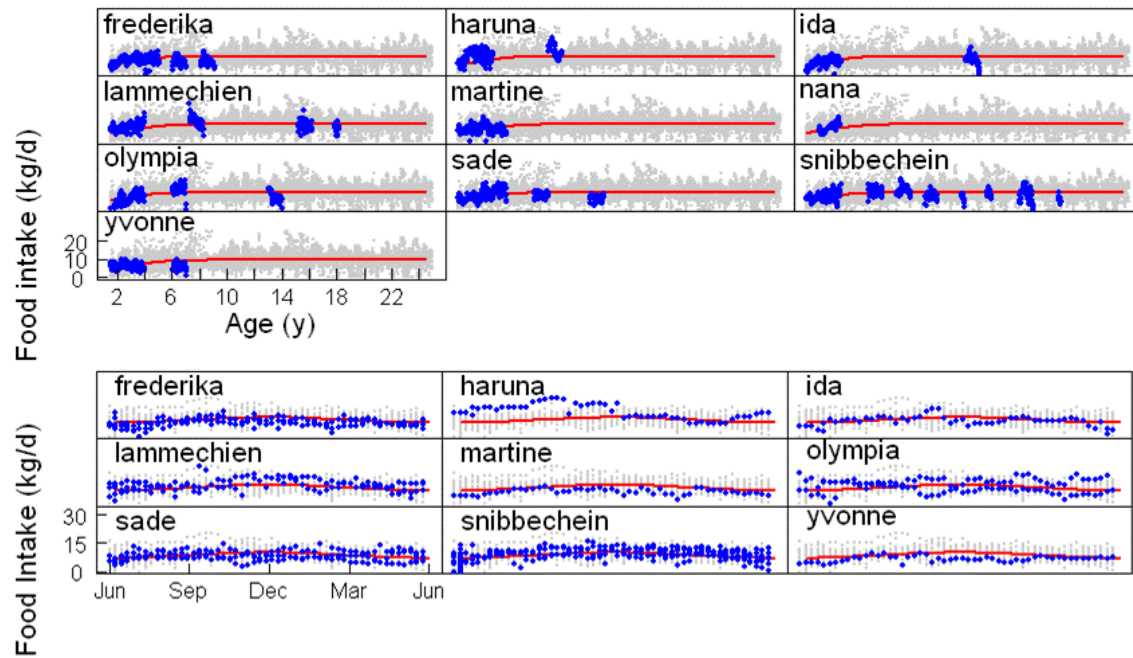 frederika haruna ida
lammechien martine nana
olympia sade snibbechein
yvonne
Food intake (kg/d)
20
10
0
2 6 10 14 18 22
Age (y)
frederika haruna ida
lammechien martine olympia
sade snibbechein yvonne
Food Intake (kg/d)
30
15
0
Jun Sep Dec Mar Jun